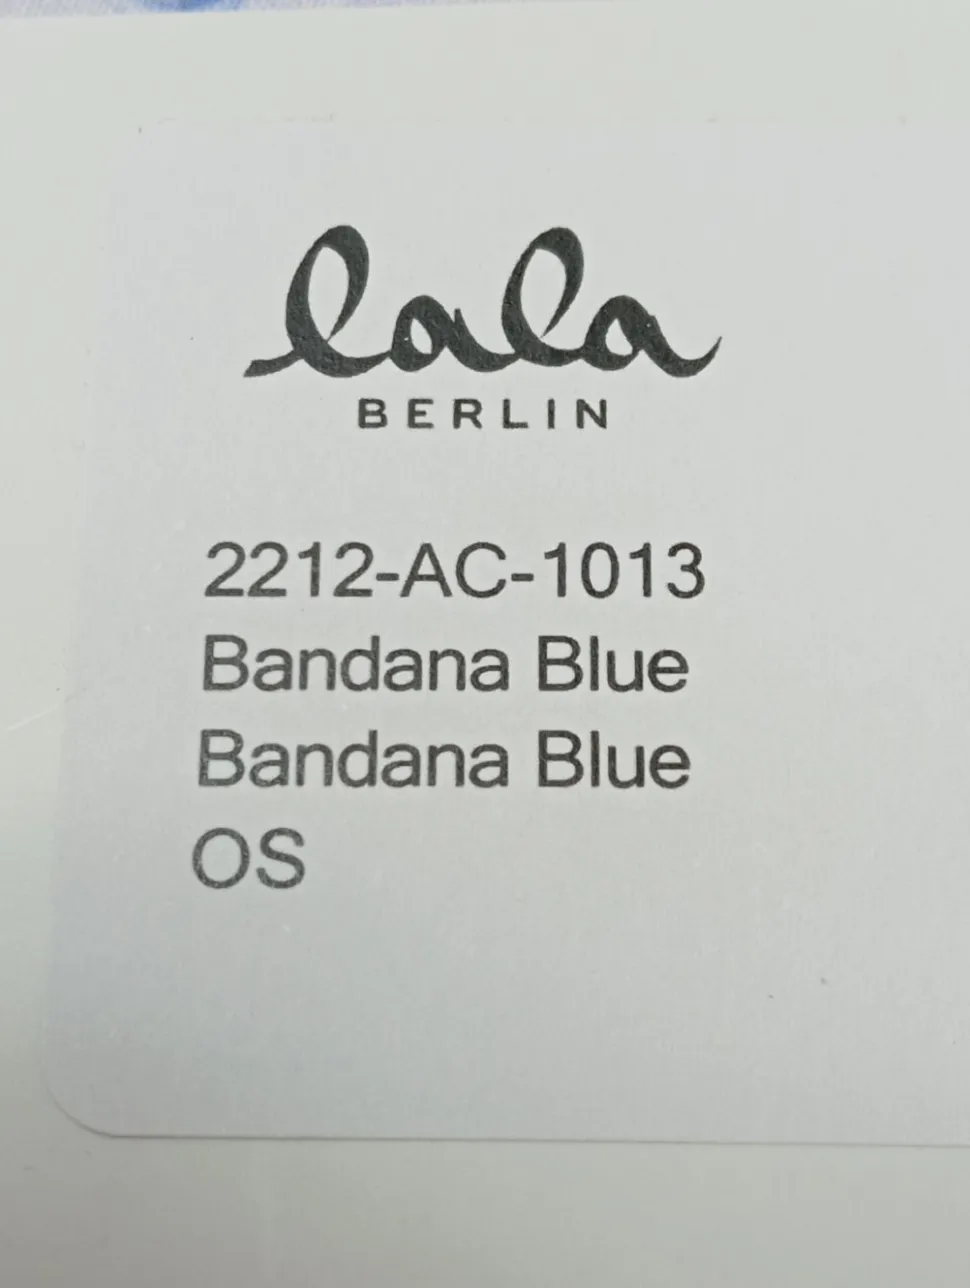 lala
BERLIN
2212-AC-1013
Bandana Blue
Bandana Blue
OS